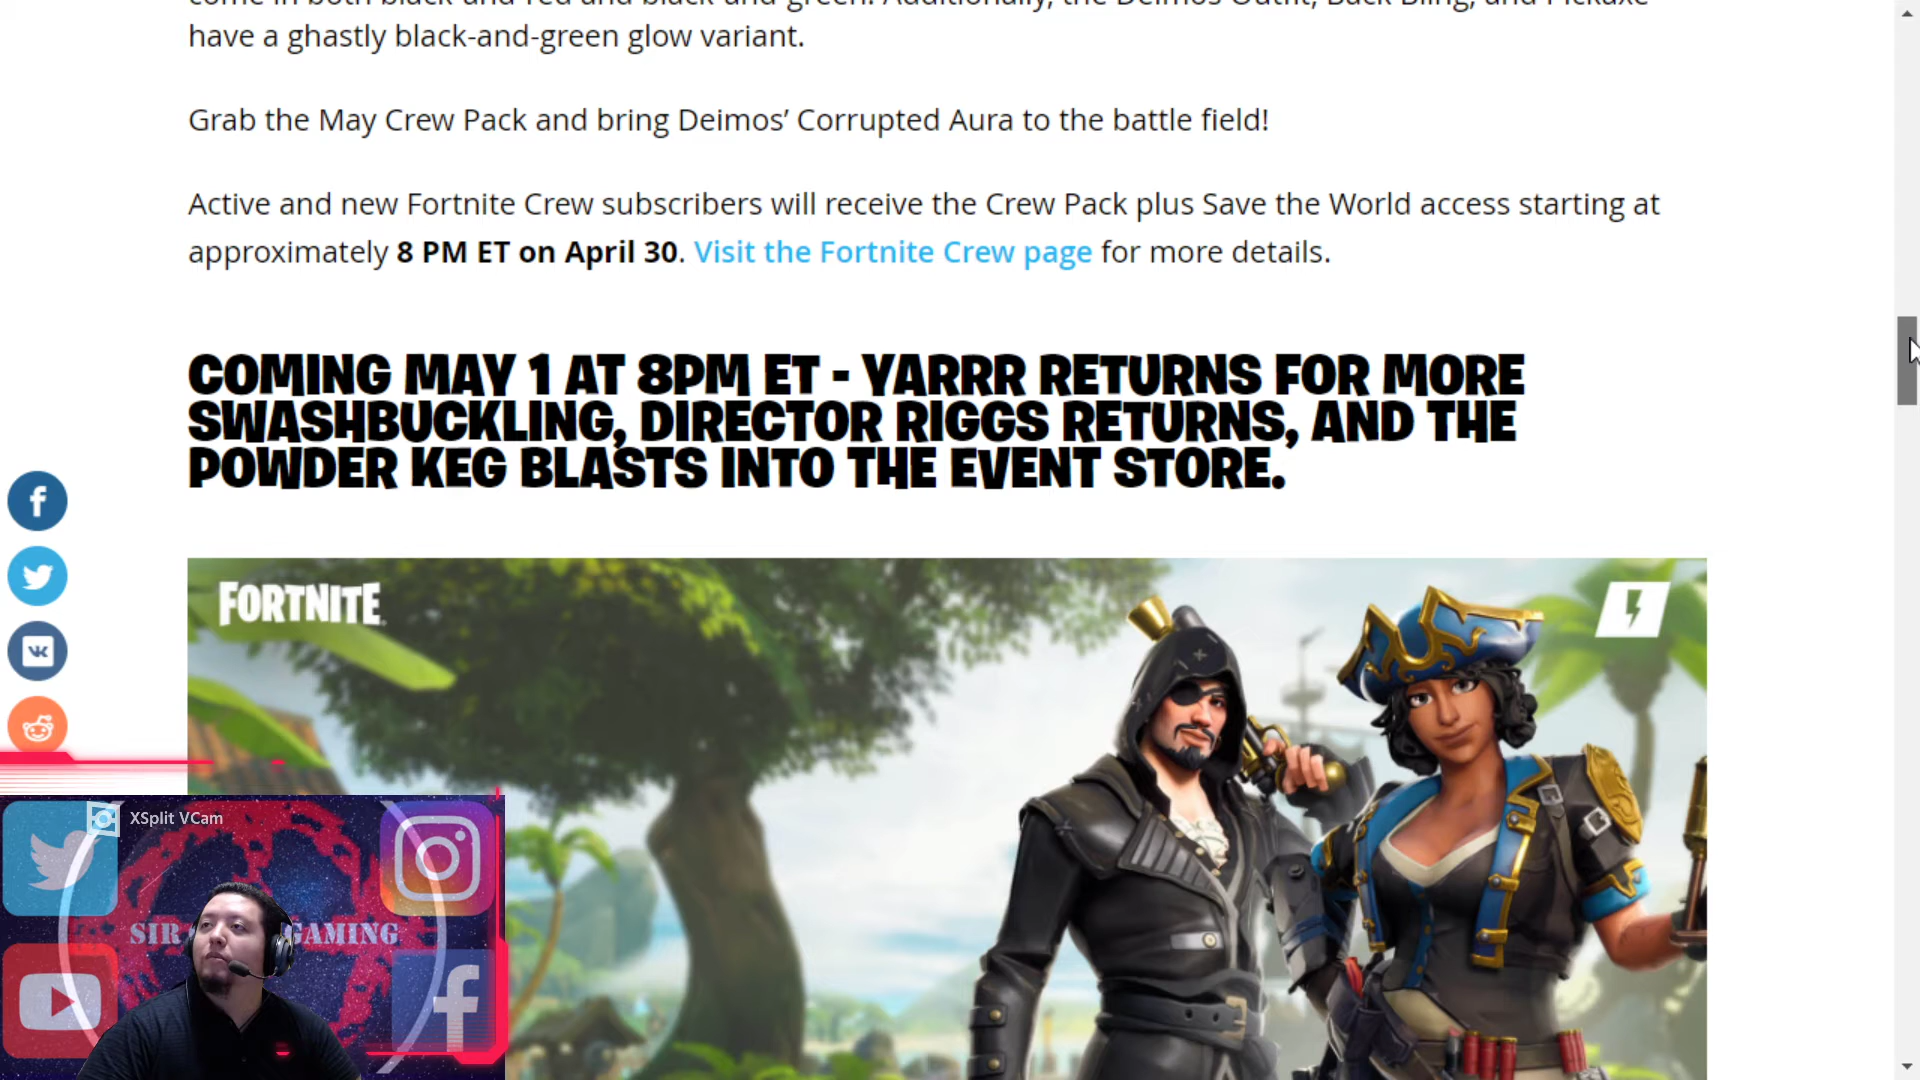 have a ghastly black-and-green glow variant.
Grab the May Crew Pack and bring Deimos’ Corrupted Aura to the battle field!
Active and new Fortnite Crew subscribers will receive the Crew Pack plus Save the World access starting at
approximately 8 PM ET on April 30. Visit the Fortnite Crew page for more details.
COMING MAY 1 AT 8PM ET - YARRR RETURNS FOR MORE
SWASHBUCKLING, DIRECTOR RIGGS RETURNS, AND THE
POWDER KEG BLASTS INTO THE EVENT STORE.
FORTNITE
XSplit VCam
SIR GAMING